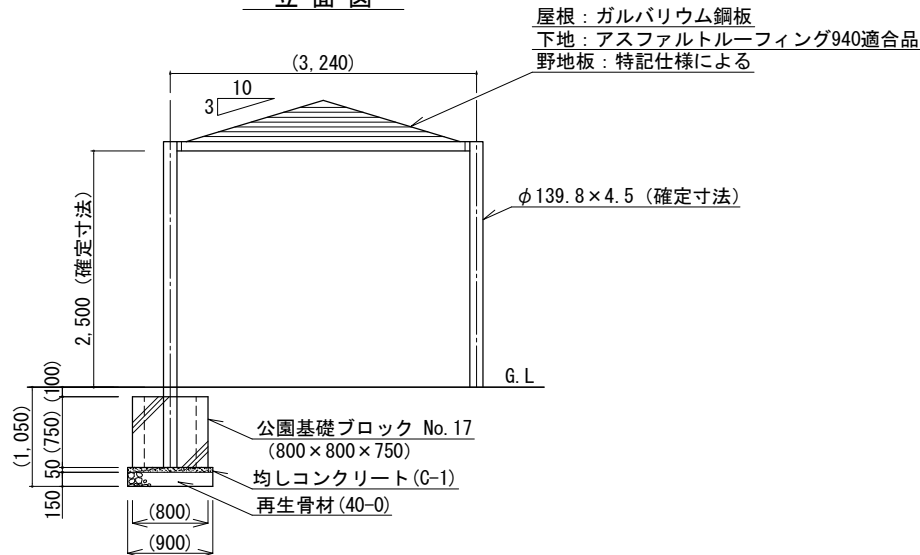 立面図
屋根：ガルバリウム鋼板
下地：アスファルトルーフィング940適合品
野地板：特記仕様による
(3,240)
10
3
φ139.8×4.5 (確定寸法)
2,500 (確定寸法)
G.L
(100)
(750)
50
150
(1,050)
公園基礎ブロック No.17
(800×800×750)
均しコンクリート(C-1)
再生骨材(40-0)
(800)
(900)